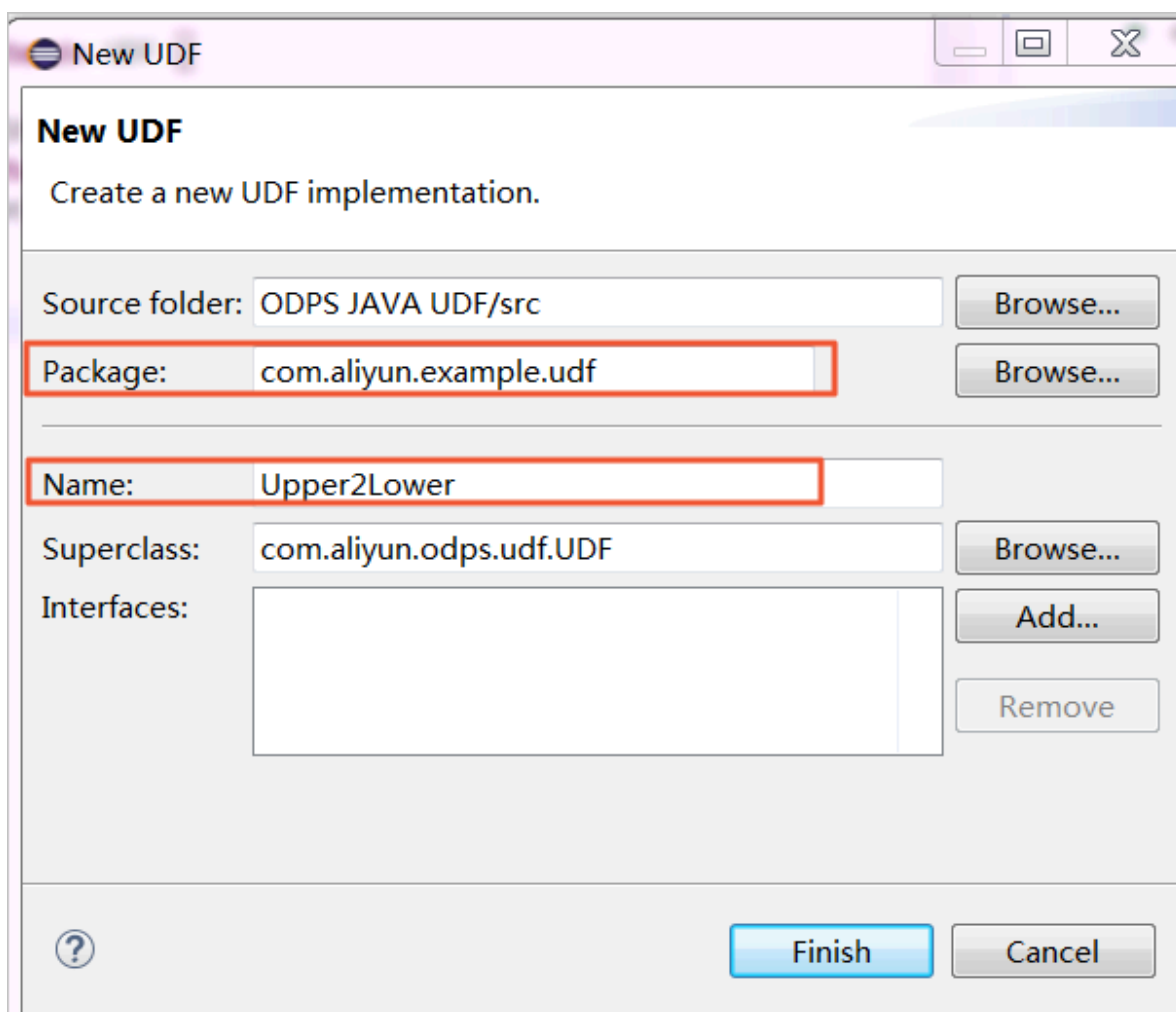 New UDF
New UDF
Create a new UDF implementation.
Source folder: ODPS JAVA UDF/src Browse...
Package: com.aliyun.example.udf Browse...
Name: Upper2Lower
Superclass: com.aliyun.odps.udf.UDF Browse...
Interfaces: Add...
Remove
? Finish Cancel